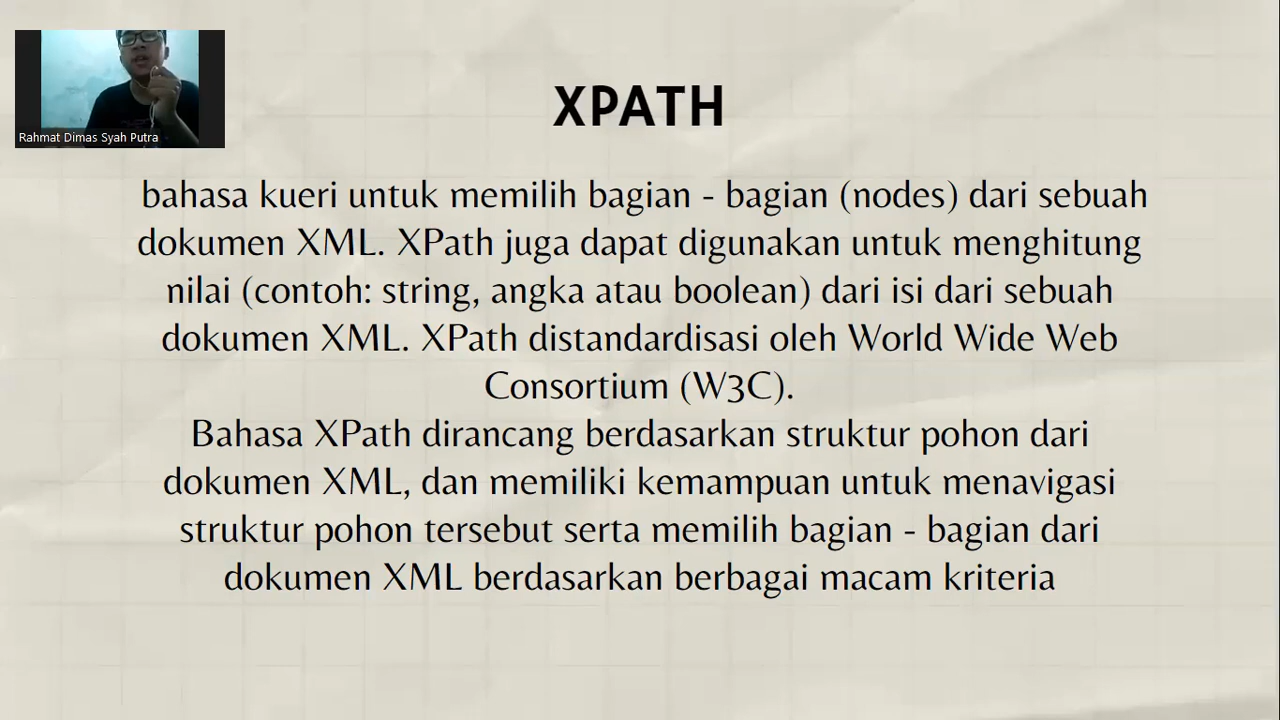 Rahmat Dimas Syah Putra
XPATH
bahasa kueri untuk memilih bagian - bagian (nodes) dari sebuah
dokumen XML. XPath juga dapat digunakan untuk menghitung
nilai (contoh: string, angka atau boolean) dari isi dari sebuah
dokumen XML. XPath distandardisasi oleh World Wide Web
Consortium (W3C).
Bahasa XPath dirancang berdasarkan struktur pohon dari
dokumen XML, dan memiliki kemampuan untuk menavigasi
struktur pohon tersebut serta memilih bagian - bagian dari
dokumen XML berdasarkan berbagai macam kriteria